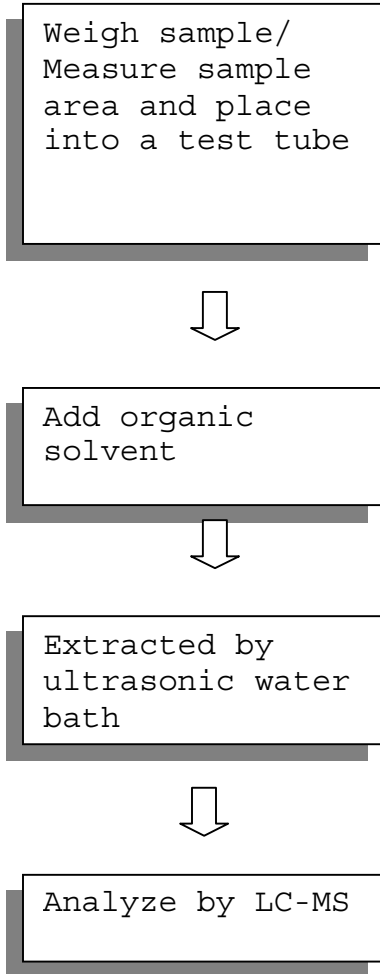 Weigh sample/
Measure sample
area and place
into a test tube
Add organic
solvent
Extracted by
ultrasonic water
bath
Analyze by LC-MS